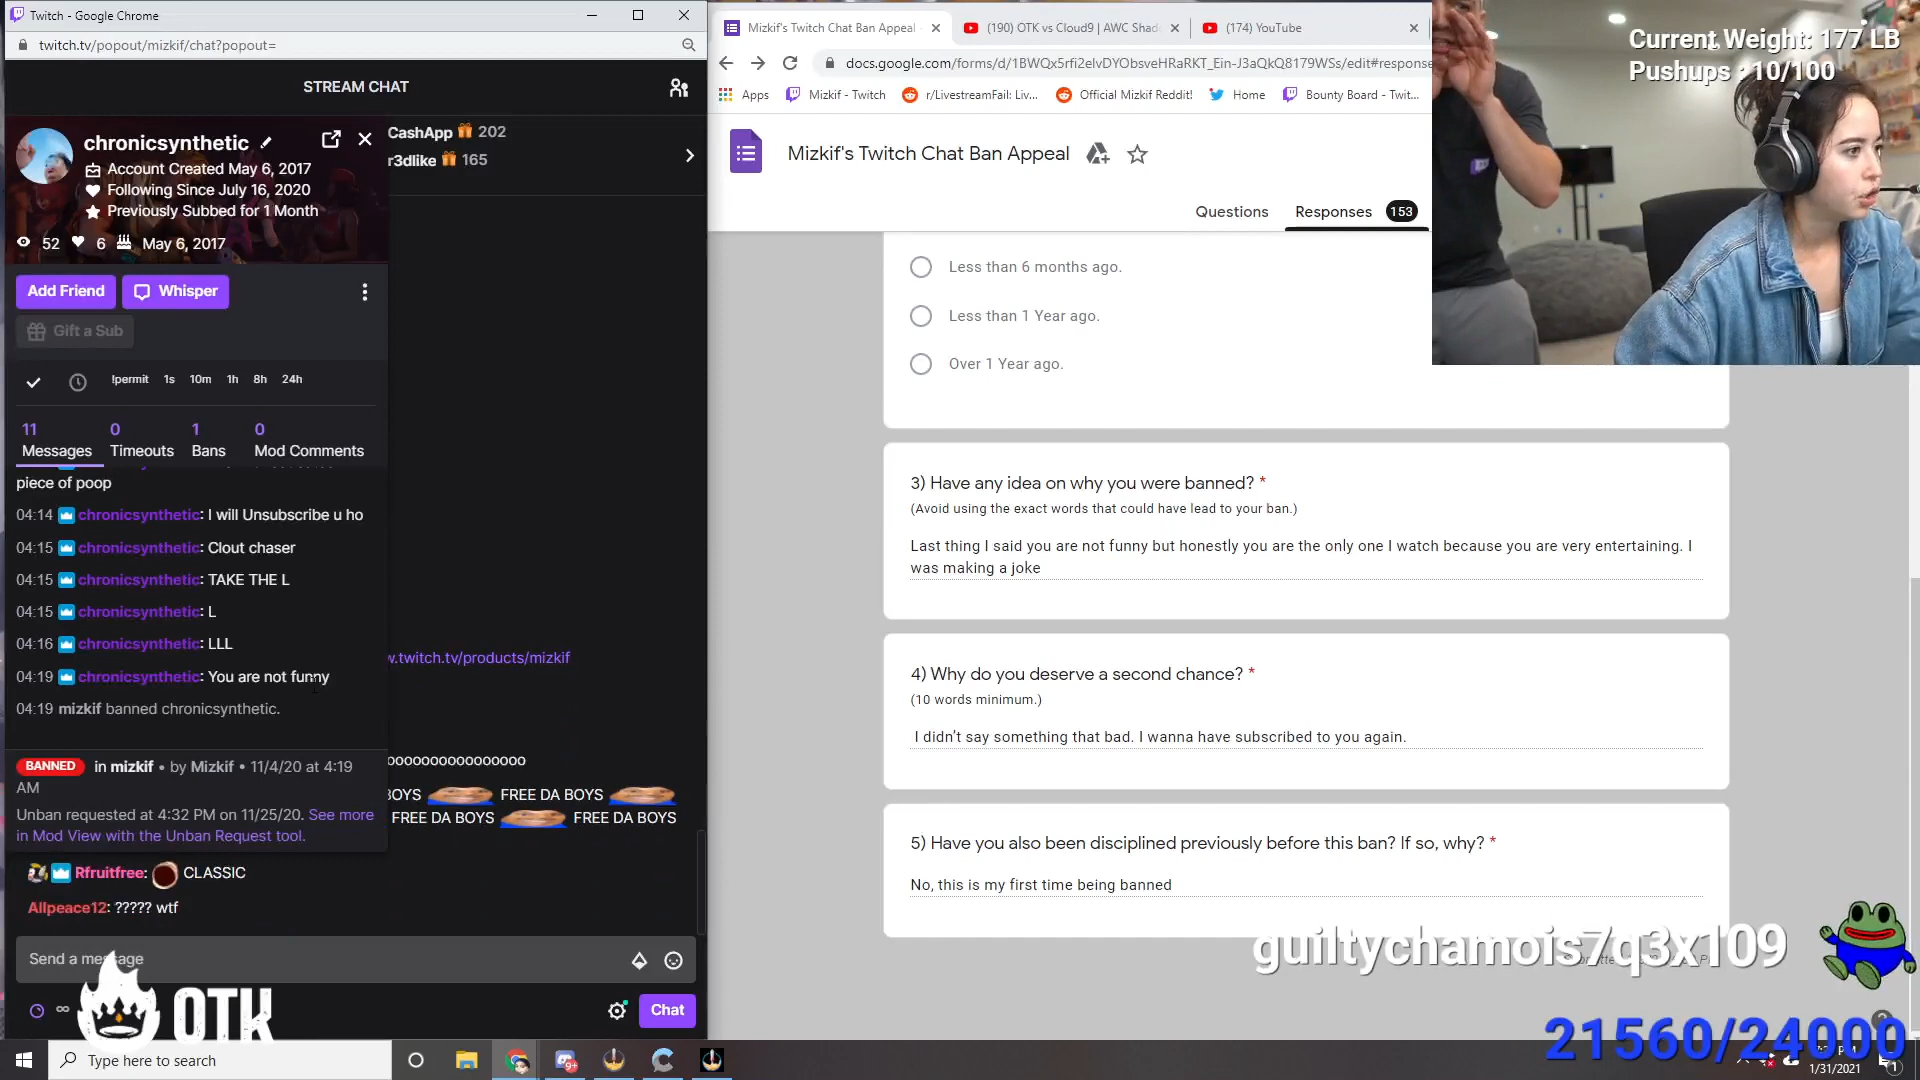 Twitch - Google Chrome
twitch.tv/popout/mizkif/chat?popout=
STREAM CHAT
CashApp 202
r3dlike 165
chronicsynthetic
Account Created May 6, 2017
Following Since July 16, 2020
Previously Subbed for 1 Month
52 6 May 6, 2017
Add Friend Whisper
Gift a Sub
!permit 1s 10m 1h 8h 24h
11 0 1 0
Messages Timeouts Bans Mod Comments
piece of poop
04:14 chronicsynthetic: I will Unsubscribe u ho
04:15 chronicsynthetic: Clout chaser
04:15 chronicsynthetic: TAKE THE L
04:15 chronicsynthetic: L
04:16 chronicsynthetic: LLL
04:19 chronicsynthetic: You are not funny
04:19 mizkif banned chronicsynthetic.
BANNED in mizkif • by Mizkif • 11/4/20 at 4:19
AM
Unban requested at 4:32 PM on 11/25/20. See more
in Mod View with the Unban Request tool.
w.twitch.tv/products/mizkif
oooooooooooooooo
BOYS FREE DA BOYS
FREE DA BOYS FREE DA BOYS
Rfruitfree: CLASSIC
Allpeace12: ????? wtf
Send a message
Chat
OTK
Type here to search
Mizkif's Twitch Chat Ban Appeal
(190) OTK vs Cloud9 | AWC Shad
(174) YouTube
docs.google.com/forms/d/1BWQx5rfi2elvDYObsveHRaRKT_Ein-J3aQkQ8179WSs/edit#response
Apps Mizkif - Twitch r/LivestreamFail: Liv... Official Mizkif Reddit! Home Bounty Board - Twit...
Mizkif's Twitch Chat Ban Appeal
Questions Responses 153
Less than 6 months ago.
Less than 1 Year ago.
Over 1 Year ago.
3) Have any idea on why you were banned? *
(Avoid using the exact words that could have lead to your ban.)
Last thing I said you are not funny but honestly you are the only one I watch because you are very entertaining. I
was making a joke
4) Why do you deserve a second chance? *
(10 words minimum.)
I didn't say something that bad. I wanna have subscribed to you again.
5) Have you also been disciplined previously before this ban? If so, why? *
No, this is my first time being banned
Current Weight: 177 LB
Pushups : 10/100
guiltychamois7q3x109
21560/24000
1/31/2021